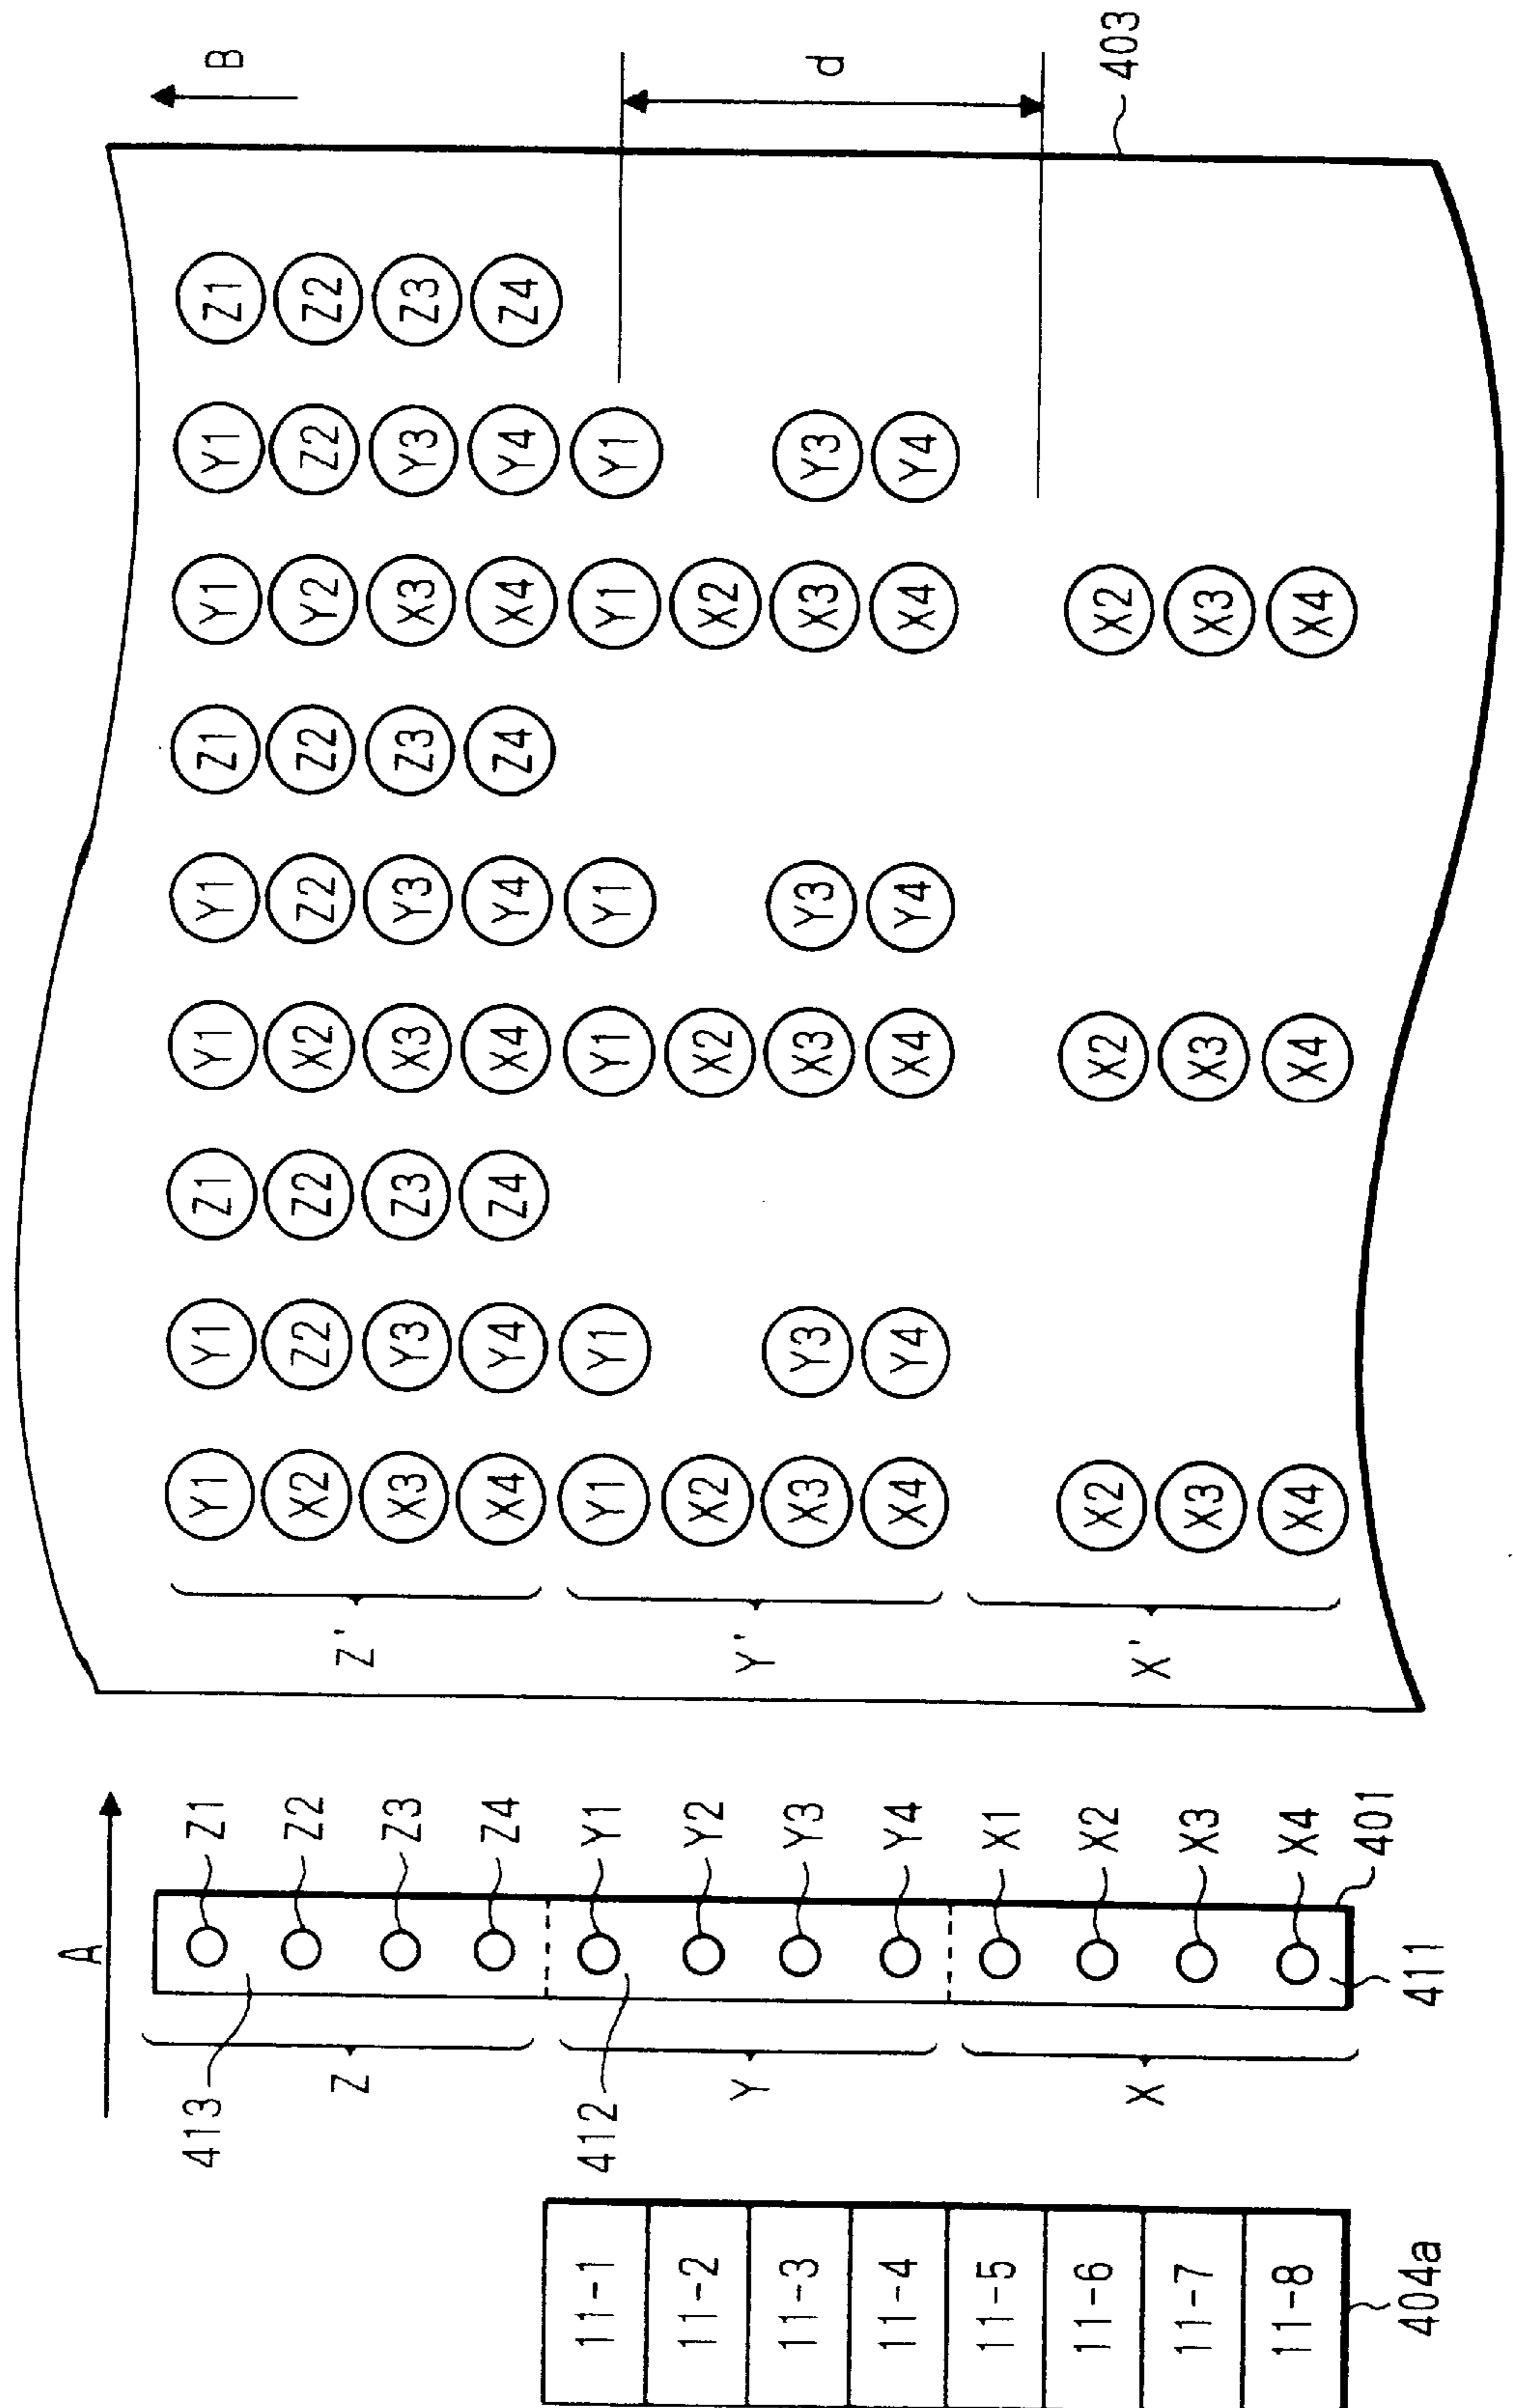 A
413 Z1 Y1 Y1 Z1 Y1 Y1 Z1 Y1 Y1 Z1 B
Z2 X2 Z2 Z2 X2 Z2 Z2 Y2 Z2 Z2
Z Z'
Z3 X3 Y3 Z3 X3 Y3 Z3 X3 Y3 Z3
Z4 X4 Y4 Z4 X4 Y4 Z4 X4 Y4 Z4
11-1 412 Y1 Y1 Y1 Y1 Y1 Y1 Y1
11-2 Y2 X2 X2 X2
Y Y'
11-3 Y3 X3 Y3 X3 Y3 X3 Y3 d
11-4 Y4 X4 Y4 X4 Y4 X4 Y4
11-5 X1
11-6 X2 X2 X2 X2 403
X X'
11-7 X3 X3 X3 X3
11-8 X4 X4 X4 X4
401
404a 411